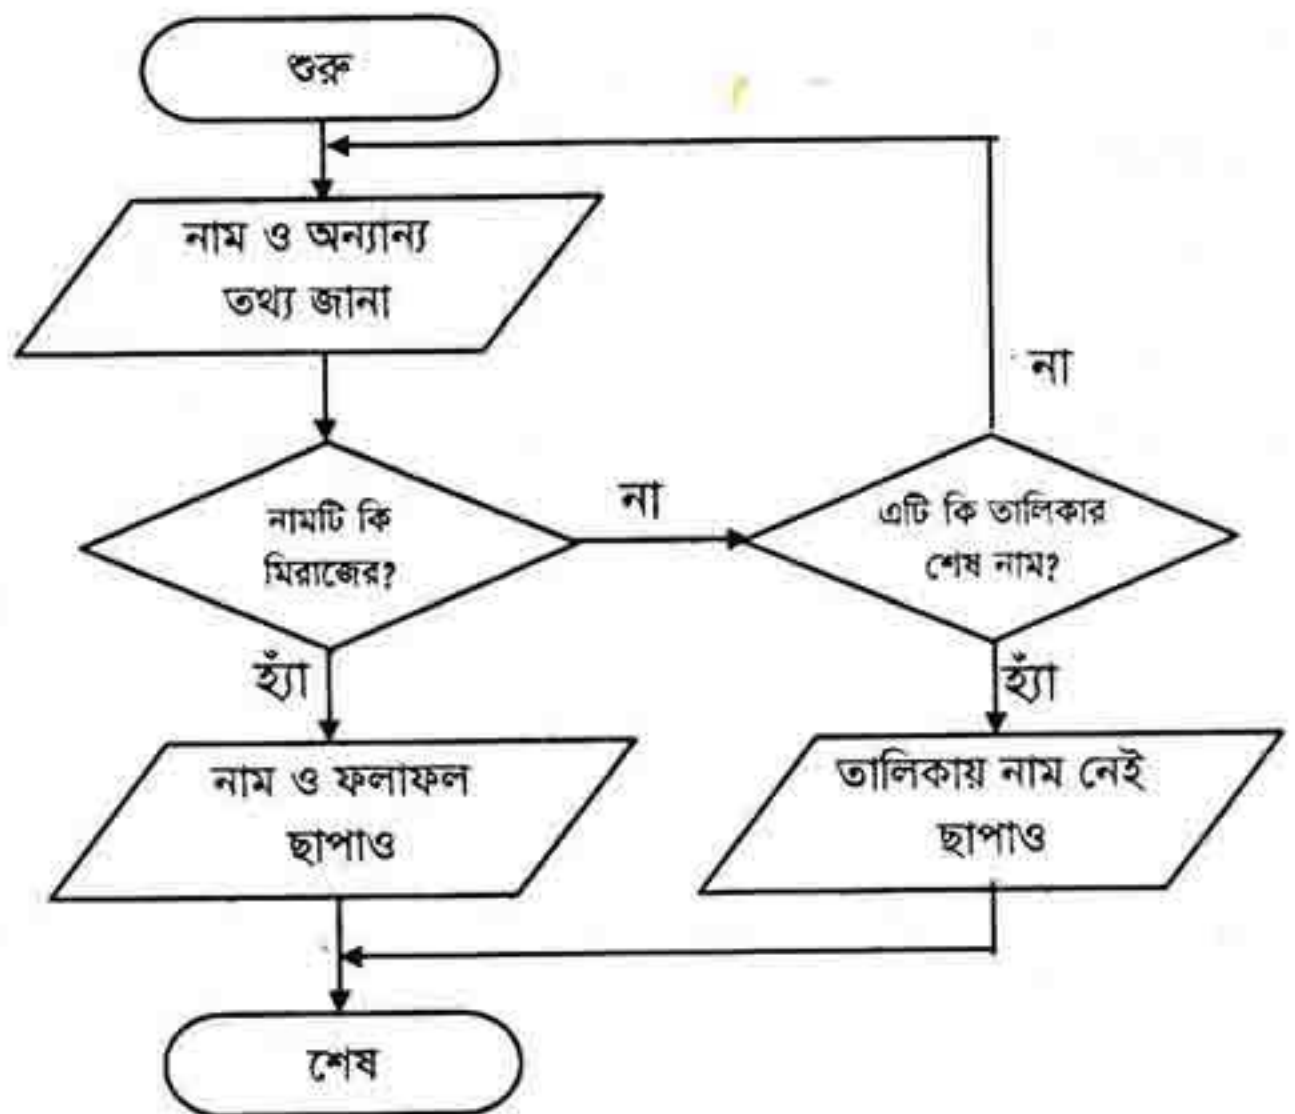 শুরু
নাম ও অন্যান্য
তথ্য জানা
না
নামটি কি
মিরাজের?
না
এটি কি তালিকার
শেষ নাম?
হ্যাঁ
হ্যাঁ
নাম ও ফলাফল
ছাপাও
তালিকায় নাম নেই
ছাপাও
শেষ